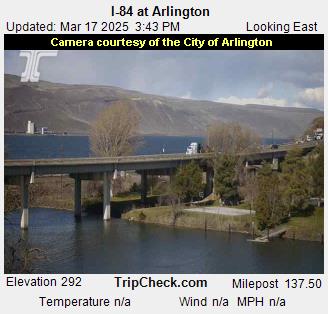 I-84 at Arlington
Updated: Mar 17 2025 3:43 PM Looking East
Camera courtesy of the City of Arlington
Elevation 292 TripCheck.com Milepost 137.50
Temperature n/a Wind n/a MPH n/a